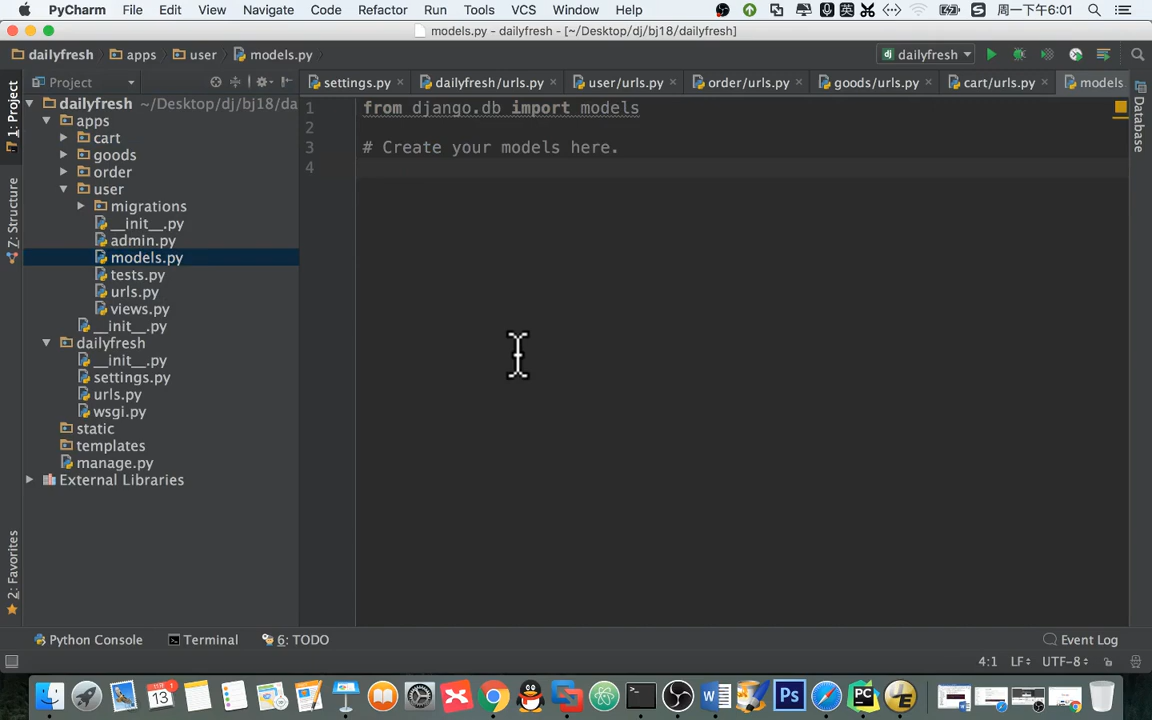 PyCharm File Edit View Navigate Code Refactor Run Tools VCS Window Help 英 周一下午6:01
models.py - dailyfresh - [~/Desktop/dj/bj18/dailyfresh]
dailyfresh apps user models.py dj dailyfresh
Project settings.py dailyfresh/urls.py user/urls.py order/urls.py goods/urls.py cart/urls.py models
1: Project
Z: Structure
2: Favorites
Database
dailyfresh ~/Desktop/dj/bj18/da
apps
cart
goods
order
user
migrations
__init__.py
admin.py
models.py
tests.py
urls.py
views.py
__init__.py
dailyfresh
__init__.py
settings.py
urls.py
wsgi.py
static
templates
manage.py
External Libraries
1 from django.db import models
2
3 # Create your models here.
4
Python Console Terminal 6: TODO Event Log
4:1 LF UTF-8
13
Ps PC